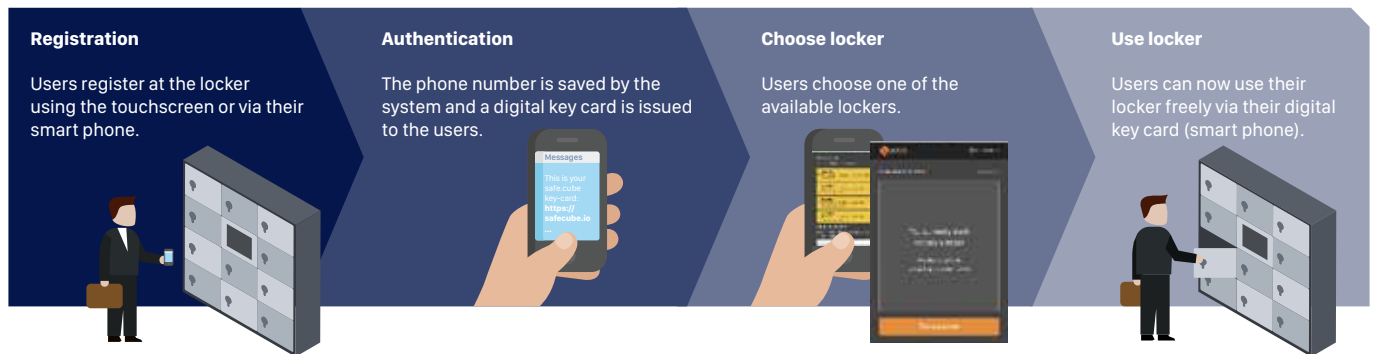 Registration
Users register at the locker
using the touchscreen or via their
smart phone.
Authentication
The phone number is saved by the
system and a digital key card is issued
to the users.
Messages
This is your
safe.cube
key-card:
https://
safecube.io
...
Choose locker
Users choose one of the
available lockers.
Use locker
Users can now use their
locker freely via their digital
key card (smart phone).